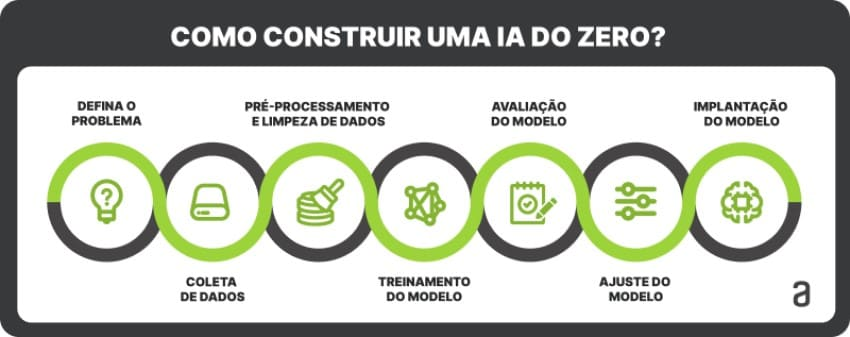 COMO CONSTRUIR UMA IA DO ZERO?
DEFINA O
PROBLEMA
COLETA
DE DADOS
PRÉ-PROCESSAMENTO
E LIMPEZA DE DADOS
TREINAMENTO
DO MODELO
AVALIAÇÃO
DO MODELO
AJUSTE DO
MODELO
IMPLANTAÇÃO
DO MODELO
?
a